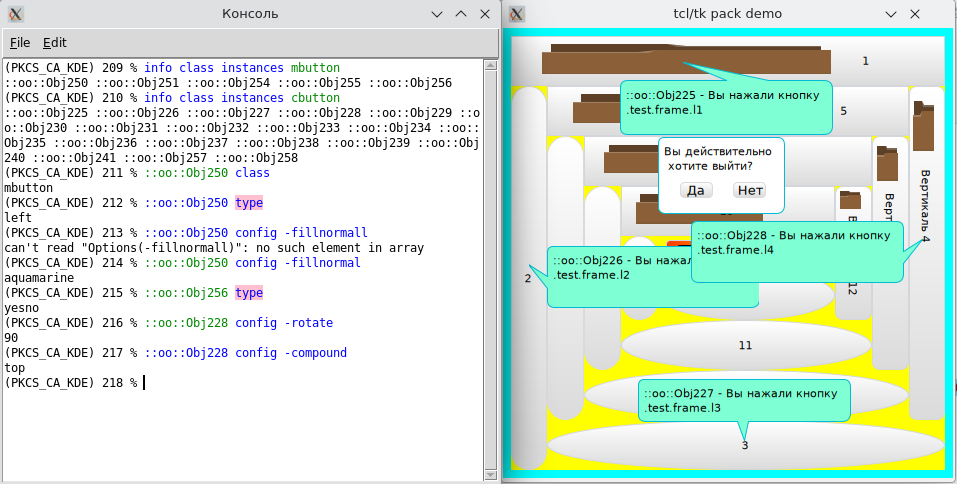 Консоль
File Edit
(PKCS_CA_KDE) 209 % info class instances mbutton
::oo::Obj250 ::oo::Obj251 ::oo::Obj254 ::oo::Obj255 ::oo::Obj256
(PKCS_CA_KDE) 210 % info class instances cbutton
::oo::Obj225 ::oo::Obj226 ::oo::Obj227 ::oo::Obj228 ::oo::Obj229 ::o
o::Obj230 ::oo::Obj231 ::oo::Obj232 ::oo::Obj233 ::oo::Obj234 ::oo::
Obj235 ::oo::Obj236 ::oo::Obj237 ::oo::Obj238 ::oo::Obj239 ::oo::Obj
240 ::oo::Obj241 ::oo::Obj257 ::oo::Obj258
(PKCS_CA_KDE) 211 % ::oo::Obj250 class
mbutton
(PKCS_CA_KDE) 212 % ::oo::Obj250 type
left
(PKCS_CA_KDE) 213 % ::oo::Obj250 config -fillnormall
can't read "Options(-fillnormall)": no such element in array
(PKCS_CA_KDE) 214 % ::oo::Obj250 config -fillnormal
aquamarine
(PKCS_CA_KDE) 215 % ::oo::Obj256 type
yesno
(PKCS_CA_KDE) 216 % ::oo::Obj228 config -rotate
90
(PKCS_CA_KDE) 217 % ::oo::Obj228 config -compound
top
(PKCS_CA_KDE) 218 %
tcl/tk pack demo
1
::oo::Obj225 - Вы нажали кнопку
.test.frame.l1
5
Вы действительно
хотите выйти?
Да Нет
Вертикаль 4
::oo::Obj228 - Вы нажали кнопку
.test.frame.l4
::oo::Obj226 - Вы нажал
.test.frame.l2
2
12
11
::oo::Obj227 - Вы нажали кнопку
.test.frame.l3
3